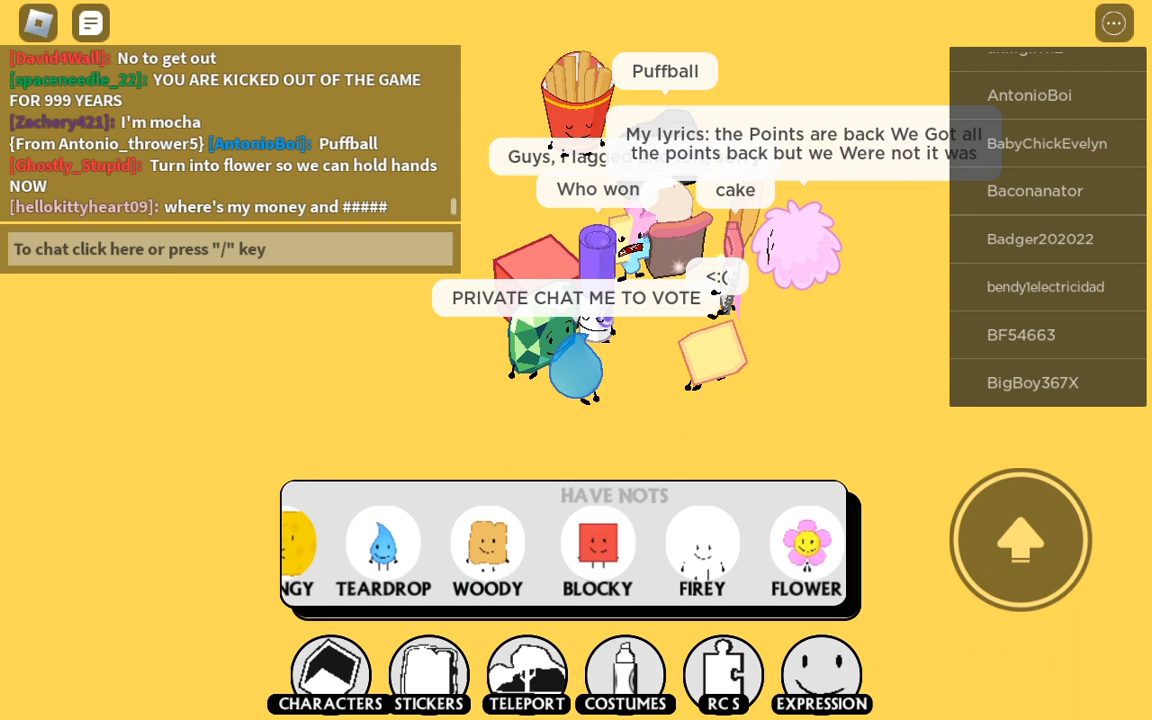 [David4Wall]: No to get out
[spaceneedle_22]: YOU ARE KICKED OUT OF THE GAME
FOR 999 YEARS
[Zachery421]: I'm mocha
{From Antonio_thrower5} [AntonioBoi]: Puffball
[Ghostly_Stupid]: Turn into flower so we can hold hands
NOW
[hellokittyheart09]: where's my money and #####
To chat click here or press "/" key
Puffball
My lyrics: the Points are back We Got all
the points back but we Were not it was
Guys, i lagged
Who won
cake
<:(
PRIVATE CHAT ME TO VOTE
AntonioBoi
BabyChickEvelyn
Baconanator
Badger202022
bendy1electricidad
BF54663
BigBoy367X
HAVE NOTS
NGY
TEARDROP
WOODY
BLOCKY
FIREY
FLOWER
CHARACTERS
STICKERS
TELEPORT
COSTUMES
RC S
EXPRESSION